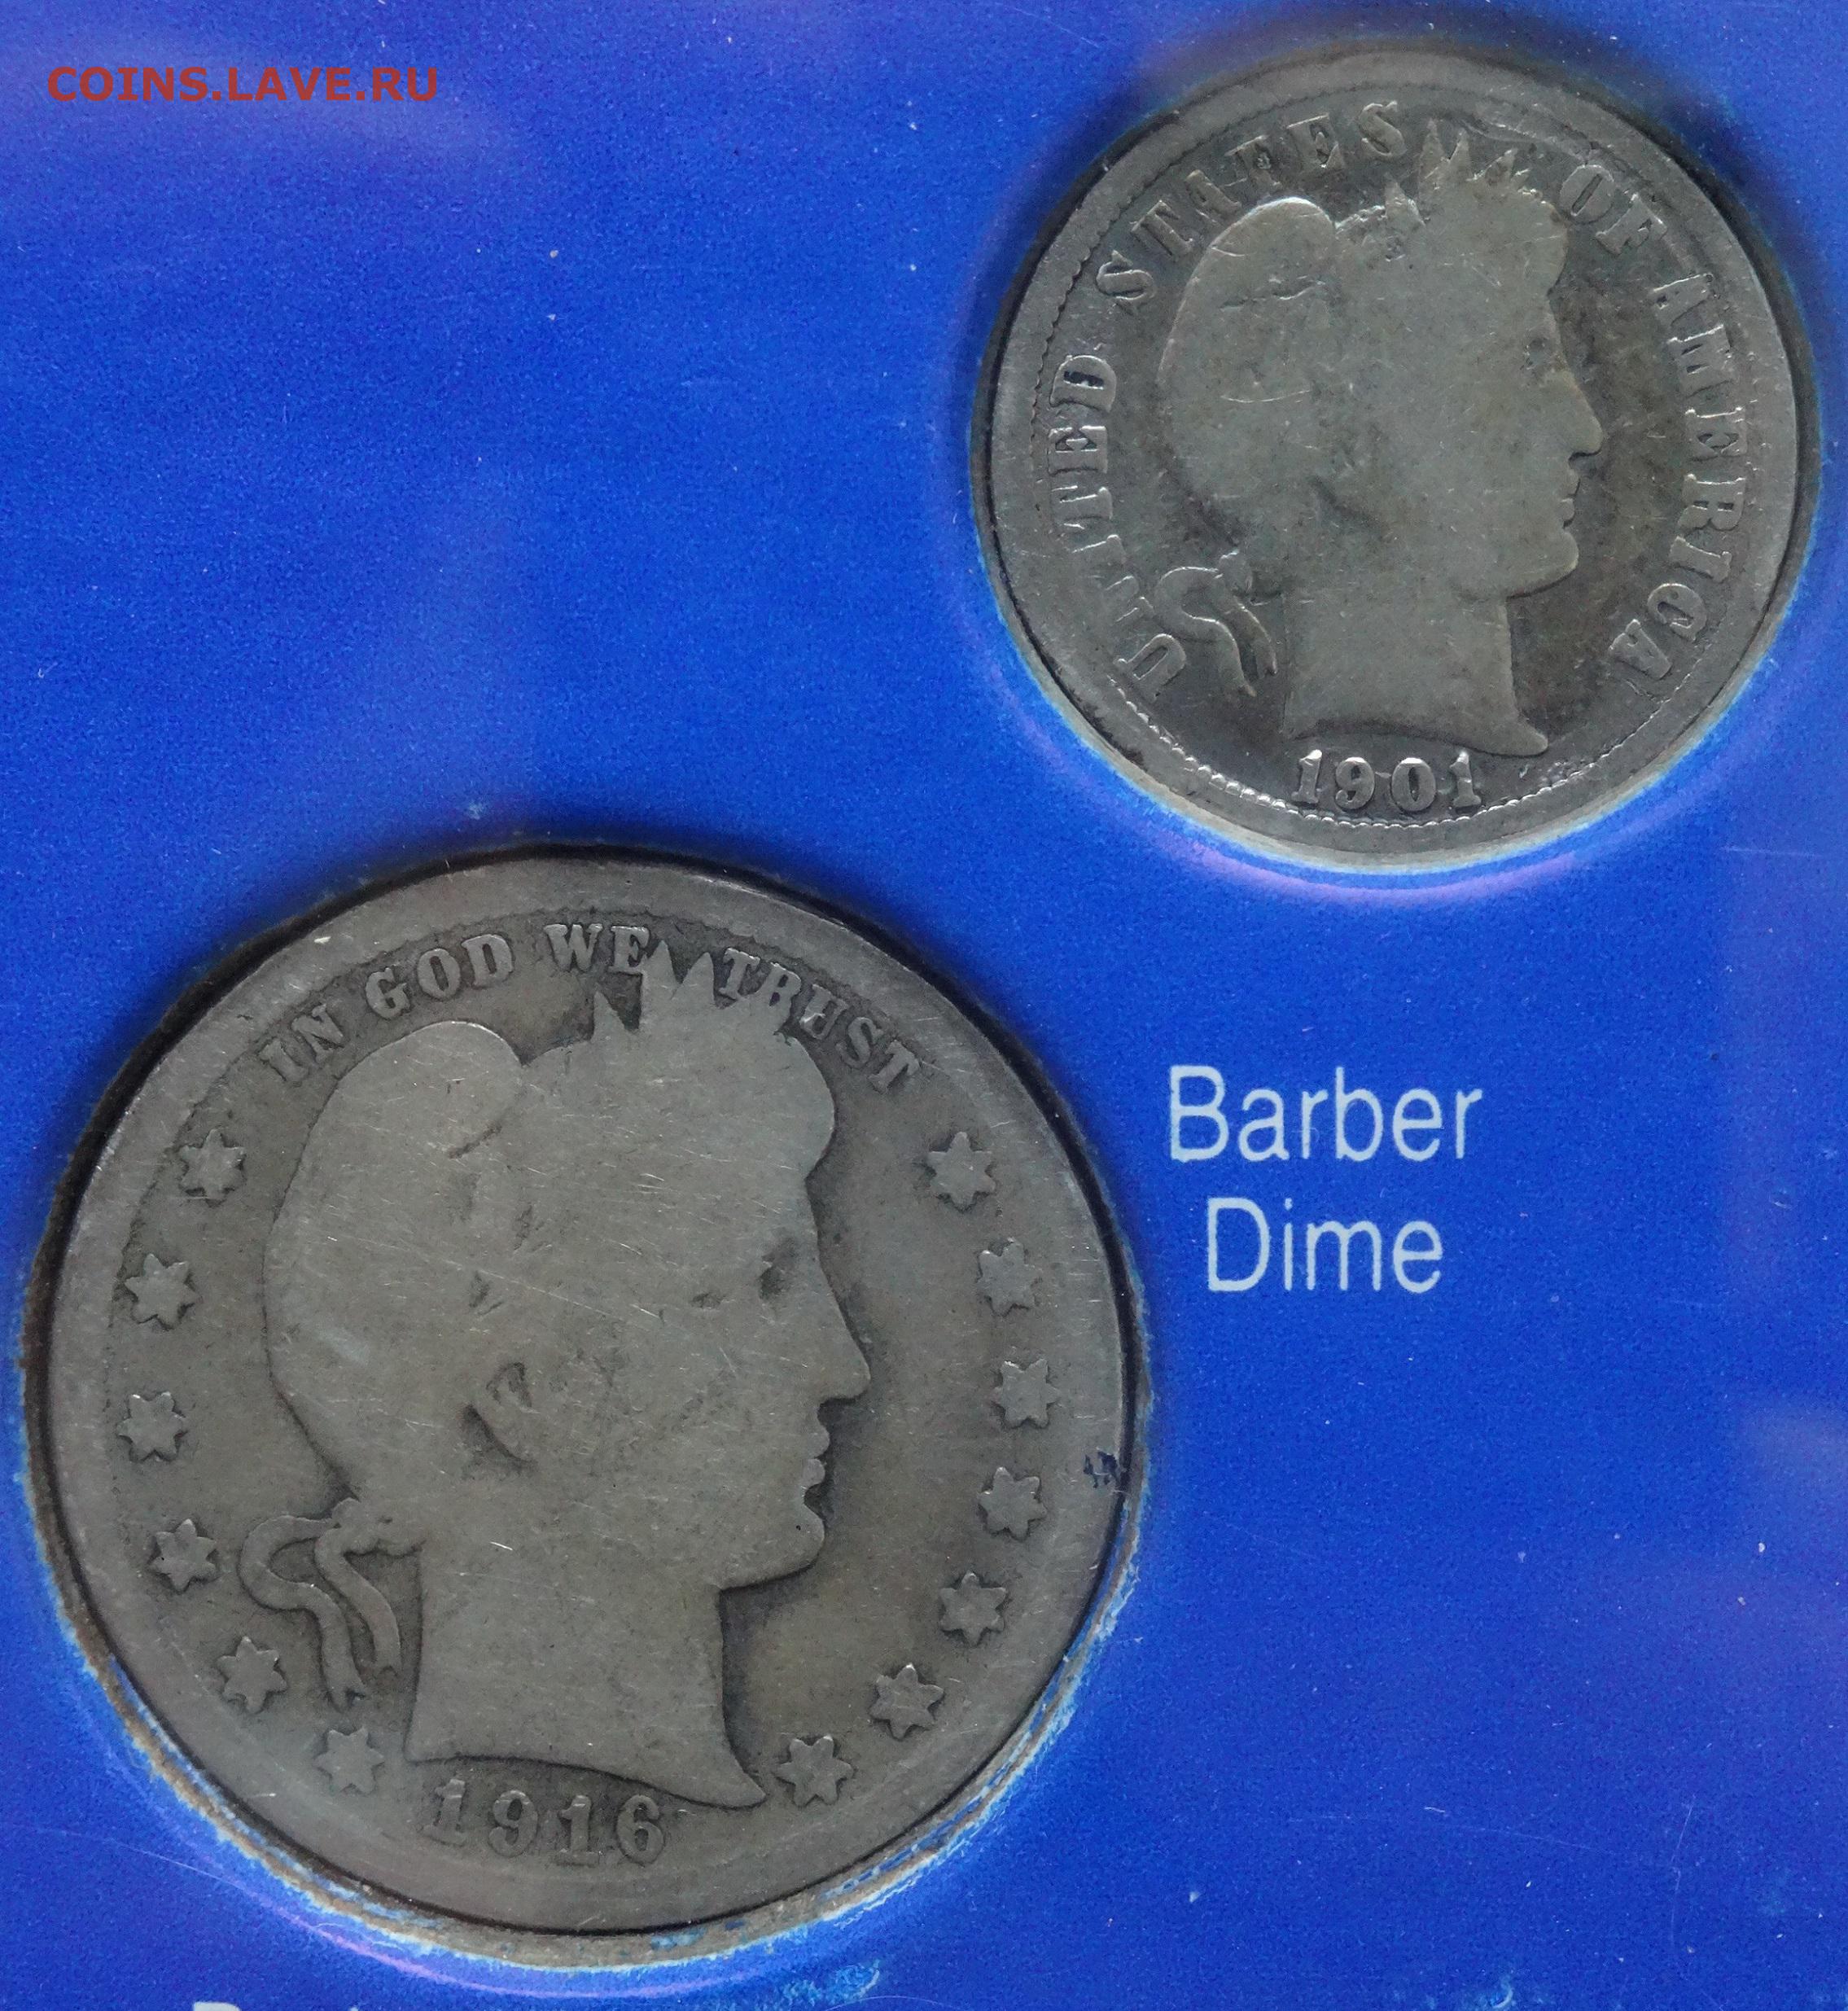 COINS.LAVE.RU
UNITED STATES OF AMERICA
1901
IN GOD WE TRUST
1916
Barber
Dime